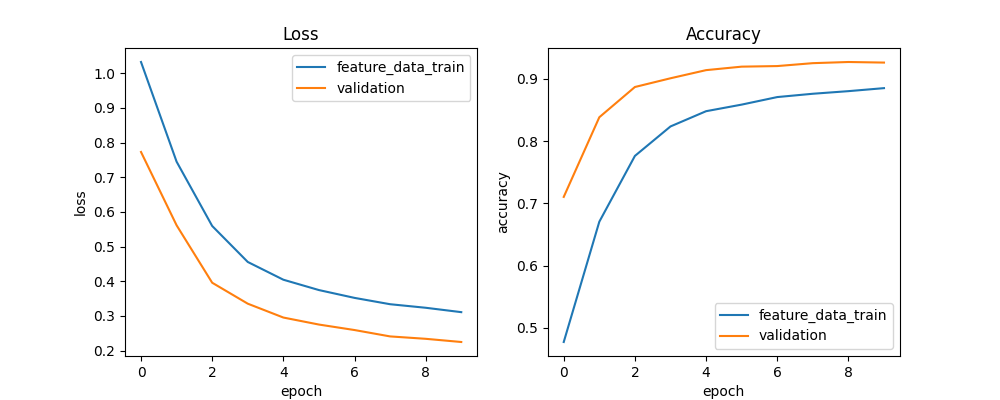 Loss
feature_data_train
validation
1.0
0.9
0.8
0.7
0.6
0.5
0.4
0.3
0.2
loss
0 2 4 6 8
epoch
Accuracy
0.9
0.8
0.7
0.6
0.5
accuracy
feature_data_train
validation
0 2 4 6 8
epoch